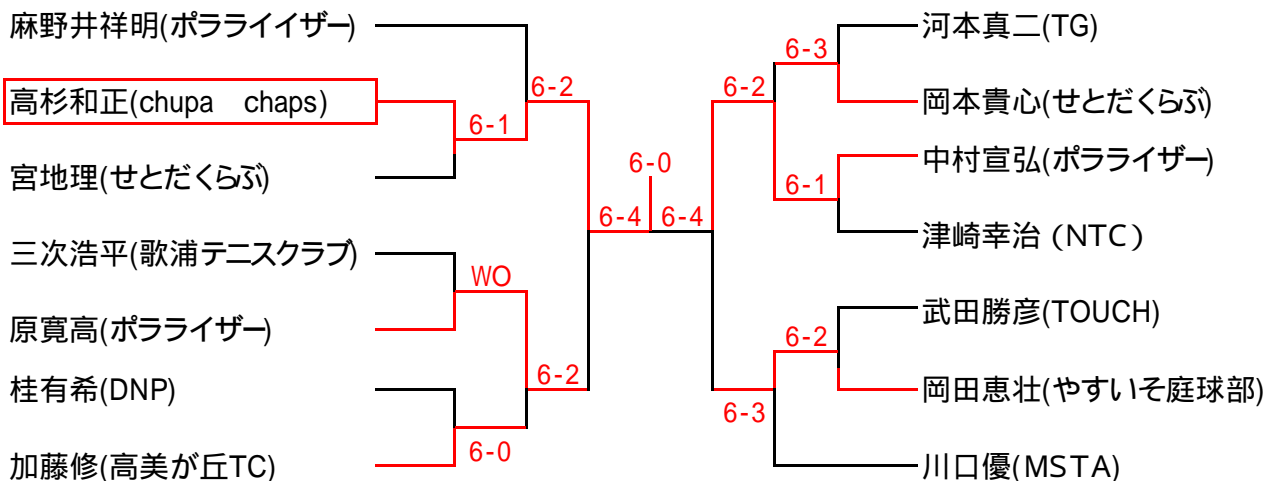 麻野井祥明(ポラライイザー)
高杉和正(chupa chaps)
宮地理(せとだくらぶ)
三次浩平(歌浦テニスクラブ)
原寛高(ポラライザー)
桂有希(DNP)
加藤修(高美が丘TC)
6-1
WO
6-0
6-2
6-2
6-4
6-0
6-4
6-2
6-3
6-3
6-1
6-2
河本真二(TG)
岡本貴心(せとだくらぶ)
中村宣弘(ポラライザー)
津崎幸治(NTC)
武田勝彦(TOUCH)
岡田恵壮(やすいそ庭球部)
川口優(MSTA)